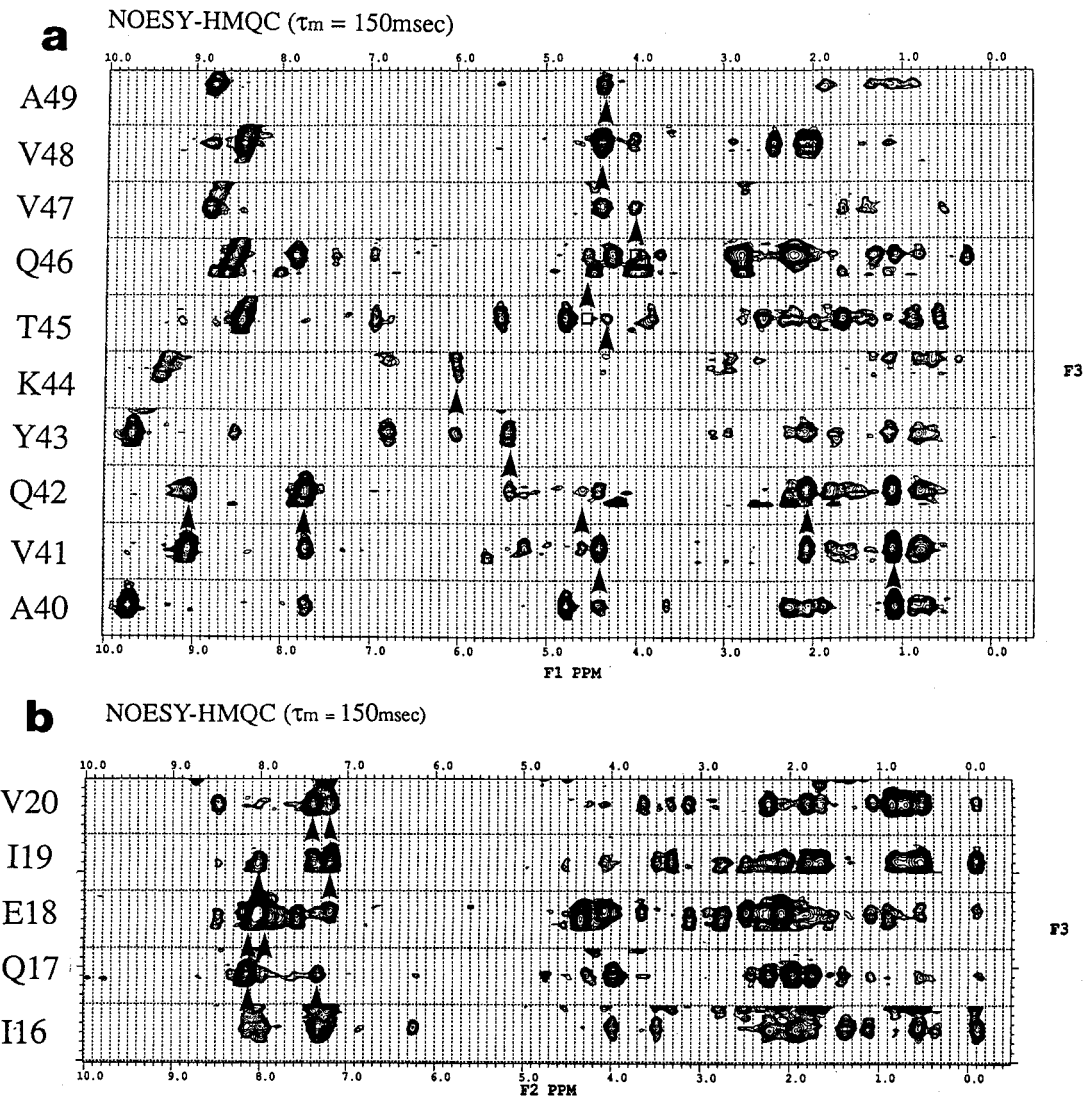 a NOESY-HMQC (τm = 150msec)
10.0 9.0 8.0 7.0 6.0 5.0 4.0 3.0 2.0 1.0 0.0
A49
V48
V47
Q46
T45
K44
F3
Y43
Q42
V41
A40
10.0 9.0 8.0 7.0 6.0 5.0 4.0 3.0 2.0 1.0 0.0
F1 PPM
b NOESY-HMQC (τm = 150msec)
10.0 9.0 8.0 7.0 6.0 5.0 4.0 3.0 2.0 1.0 0.0
V20
I19
E18
F3
Q17
I16
10.0 9.0 8.0 7.0 6.0 5.0 4.0 3.0 2.0 1.0 0.0
F2 PPM